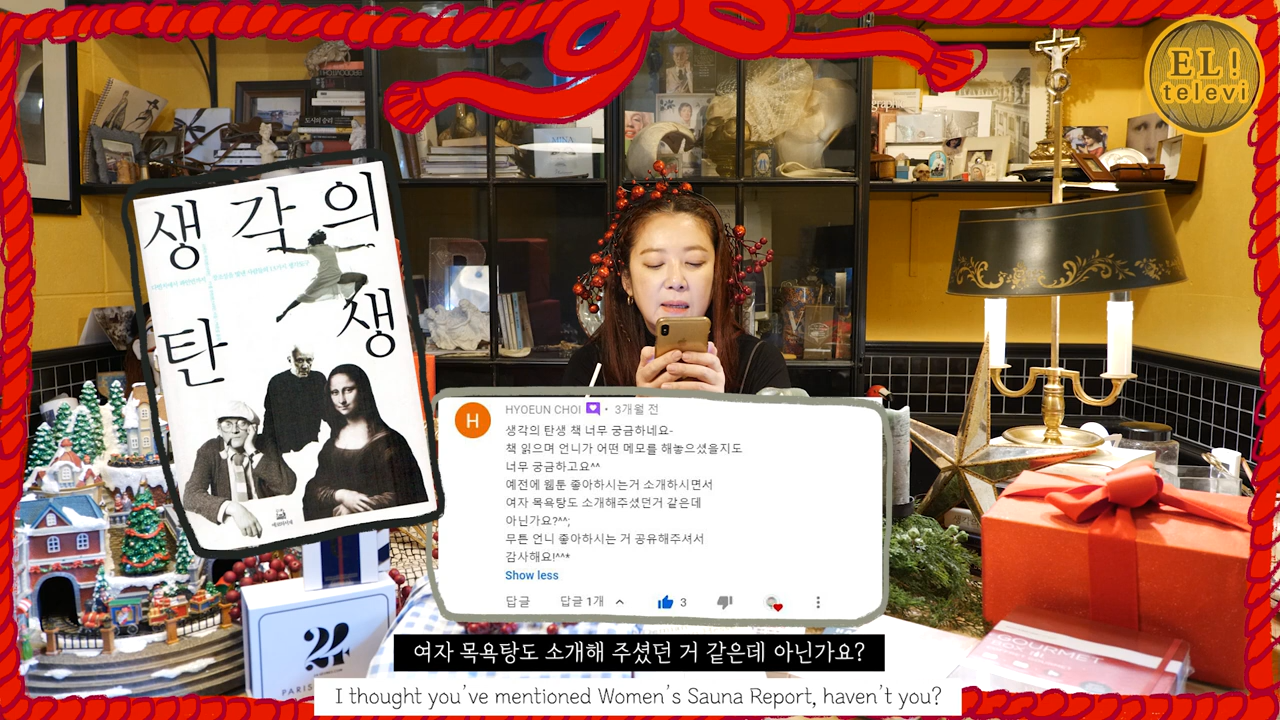 EL!
televi
생각의
탄생
MINA
도시의 승리
HYOEUN CHOI • 3개월 전
H
생각의 탄생 책 너무 궁금하네요~
책 읽으며 언니가 어떤 메모를 해놓으셨을지도
너무 궁금하고요^^
예전에 웹툰 좋아하시는거 소개하시면서
여자 목욕탕도 소개해주셨던거 같은데
아닌가요?^^;
무튼 언니 좋아하시는 거 공유해주셔서
감사해요!^^*
Show less
답글 답글 1개 3
24
PARIS
GOURMET
여자 목욕탕도 소개해 주셨던 거 같은데 아닌가요?
I thought you've mentioned Women's Sauna Report, haven't you?